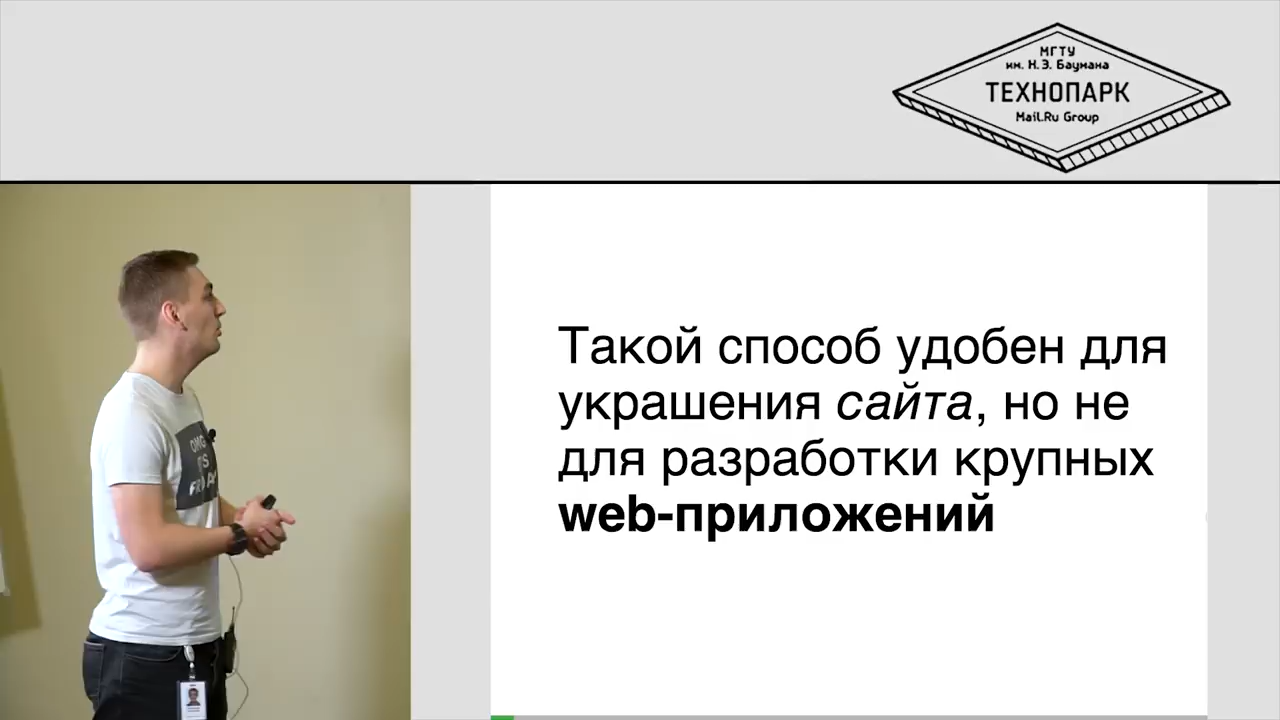 МГТУ
им. Н.Э. Баумана
ТЕХНОПАРК
Mail.Ru Group
Такой способ удобен для
украшения сайта, но не
для разработки крупных
web-приложений
OMG